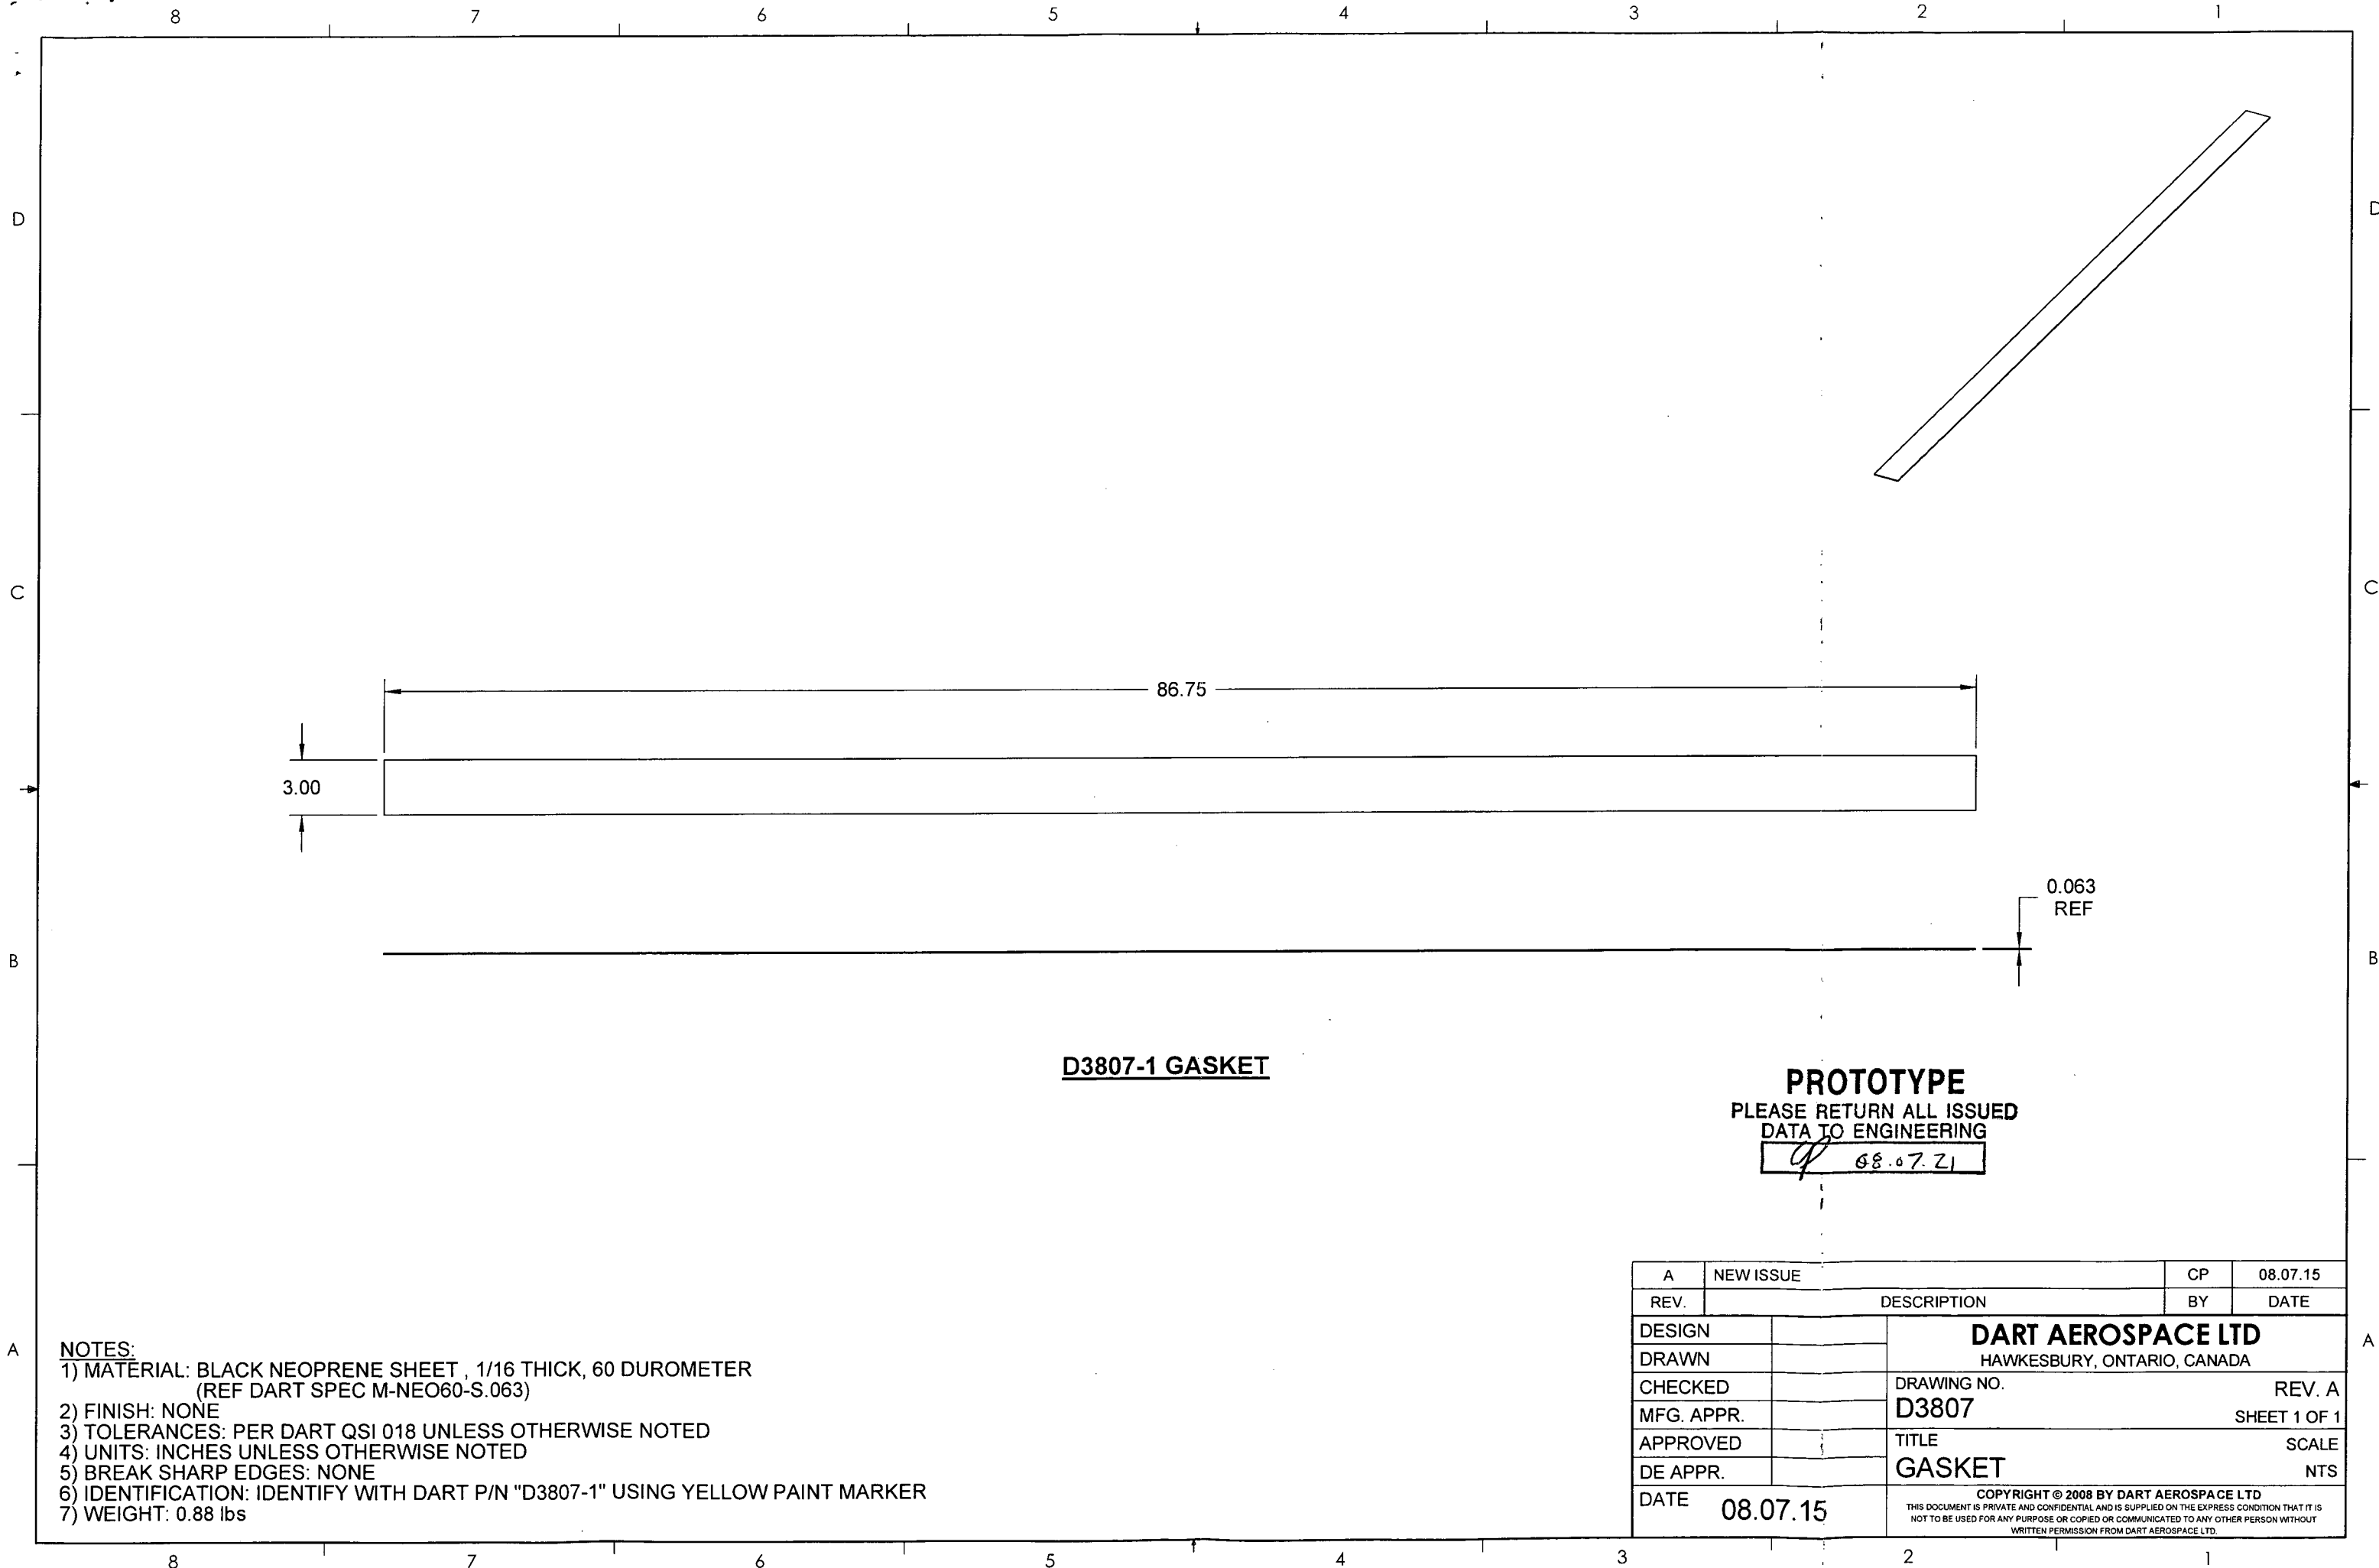 8 7 6 5 4 3 2 1
D D
C C
86.75
3.00
0.063
REF
B B
D3807-1 GASKET
PROTOTYPE
PLEASE RETURN ALL ISSUED
DATA TO ENGINEERING
08.07.21
A NEW ISSUE CP 08.07.15
REV. DESCRIPTION BY DATE
A A
NOTES:
1) MATERIAL: BLACK NEOPRENE SHEET , 1/16 THICK, 60 DUROMETER
(REF DART SPEC M-NEO60-S.063)
2) FINISH: NONE
3) TOLERANCES: PER DART QSI 018 UNLESS OTHERWISE NOTED
4) UNITS: INCHES UNLESS OTHERWISE NOTED
5) BREAK SHARP EDGES: NONE
6) IDENTIFICATION: IDENTIFY WITH DART P/N "D3807-1" USING YELLOW PAINT MARKER
7) WEIGHT: 0.88 lbs
DESIGN
DRAWN
CHECKED
MFG. APPR.
APPROVED
DE APPR.
DATE 08.07.15
DART AEROSPACE LTD
HAWKESBURY, ONTARIO, CANADA
DRAWING NO. REV. A
D3807 SHEET 1 OF 1
TITLE SCALE
GASKET NTS
COPYRIGHT © 2008 BY DART AEROSPACE LTD
THIS DOCUMENT IS PRIVATE AND CONFIDENTIAL AND IS SUPPLIED ON THE EXPRESS CONDITION THAT IT IS
NOT TO BE USED FOR ANY PURPOSE OR COPIED OR COMMUNICATED TO ANY OTHER PERSON WITHOUT
WRITTEN PERMISSION FROM DART AEROSPACE LTD.
8 7 6 5 4 3 2 1